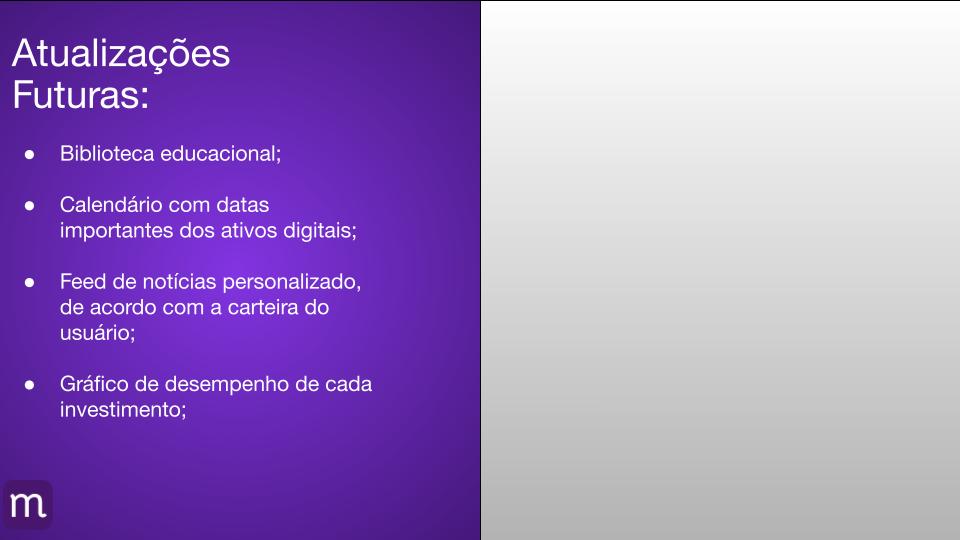 Atualizações
Futuras:
● Biblioteca educacional;
● Calendário com datas
importantes dos ativos digitais;
● Feed de notícias personalizado,
de acordo com a carteira do
usuário;
● Gráfico de desempenho de cada
investimento;
m